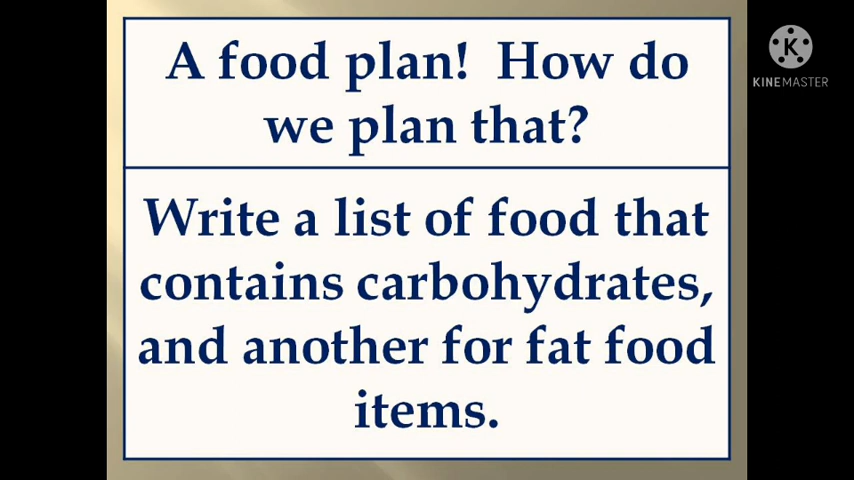 A food plan! How do
we plan that?
K
KINEMASTER
Write a list of food that
contains carbohydrates,
and another for fat food
items.